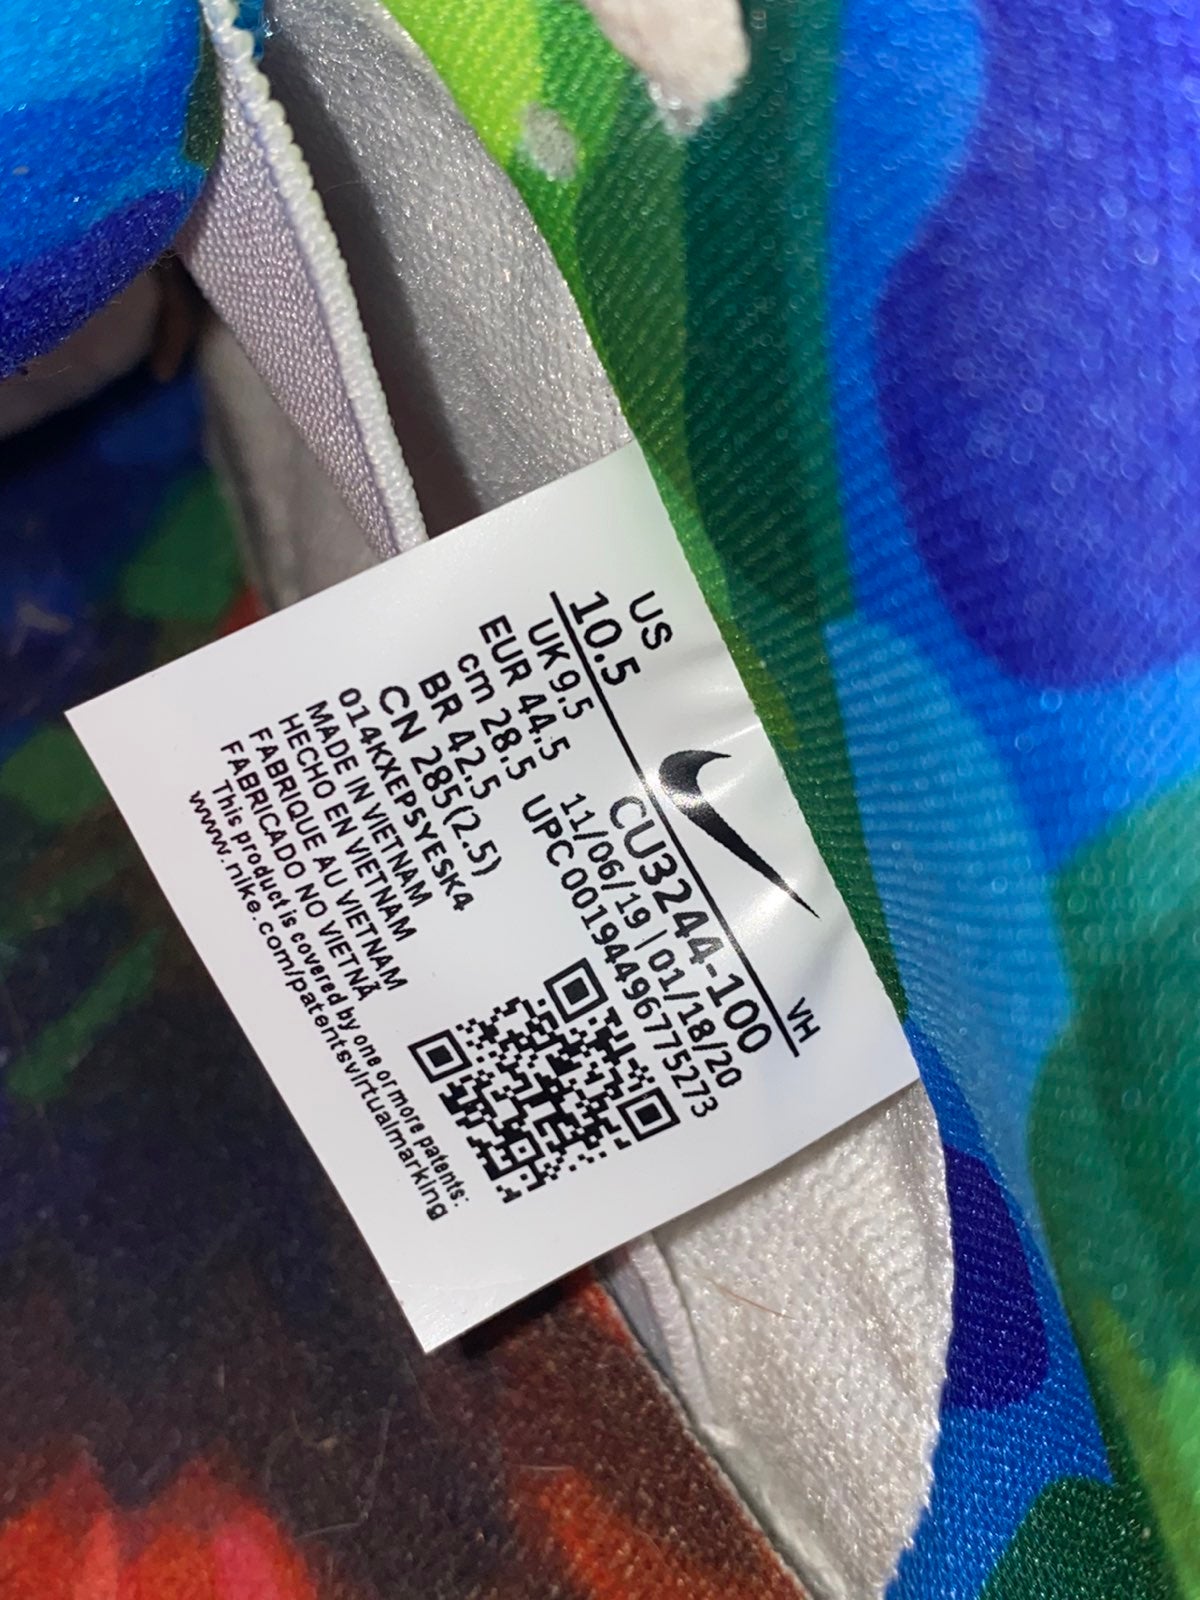 US
10.5
UK 9.5
EUR 44.5
cm 28.5
BR 42.5
CN 285(2.5)
014KXXEPSYESK4
MADE IN VIETNAM
HECHO EN VIETNAM
FABRIQUE AU VIETNAM
FABRICADO NO VIETNÃ
This product is covered by one or more patents:
www.nike.com/patentsvirtualmarking
VH
CU3244-100
11/06/19 | 01/18/20
UPC 00194496775273